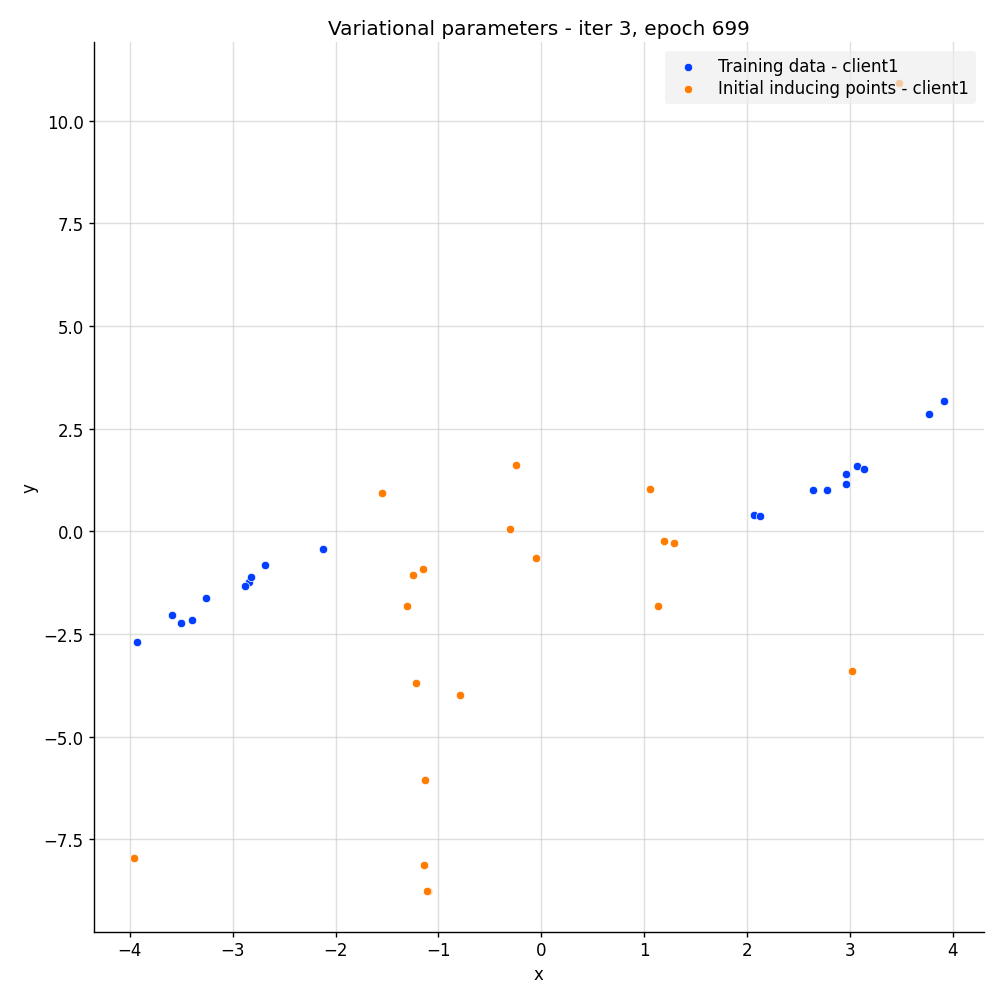 Variational parameters - iter 3, epoch 699
Training data - client1
Initial inducing points - client1
10.0
7.5
5.0
2.5
0.0
−2.5
−5.0
−7.5
y
−4 −3 −2 −1 0 1 2 3 4
x